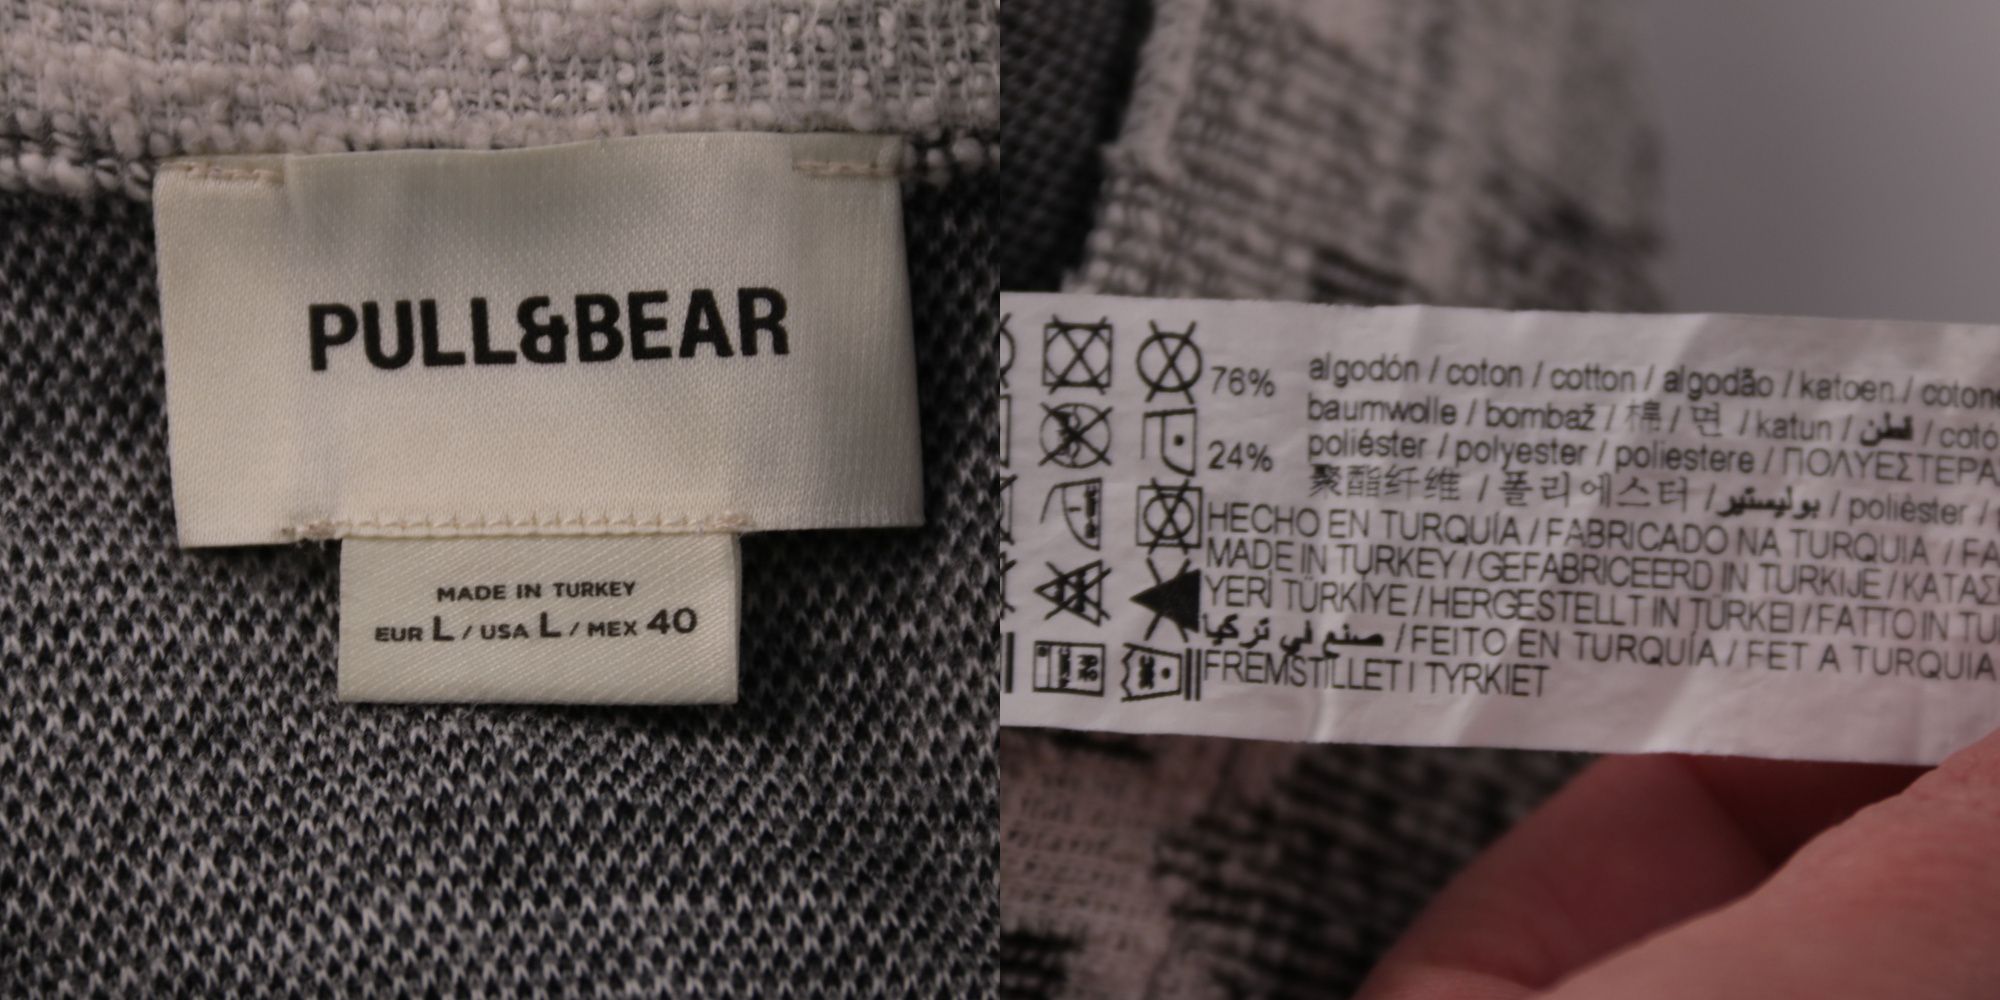 PULL&BEAR
MADE IN TURKEY
EUR L / USA L / MEX 40
76% algodón / coton / cotton / algodão / katoen / cotone
baumwolle / bombaž / 棉 / 면 / katun / قطن / cotó
24% poliéster / polyester / poliestere / ΠΟΛΥΕΣΤΕΡΑΣ
聚酯纤维 / 폴리에스터 / بوليستير / polièster /
HECHO EN TURQUÍA / FABRICADO NA TURQUIA / FA
MADE IN TURKEY / GEFABRICEERD IN TURKIJE / ΚΑΤΑΣ
YERİ TÜRKİYE / HERGESTELLT IN TÜRKEI / FATTO IN TU
صنع في تركيا / FEITO EN TURQUÍA / FET A TURQUIA
FREMSTILLET I TYRKIET